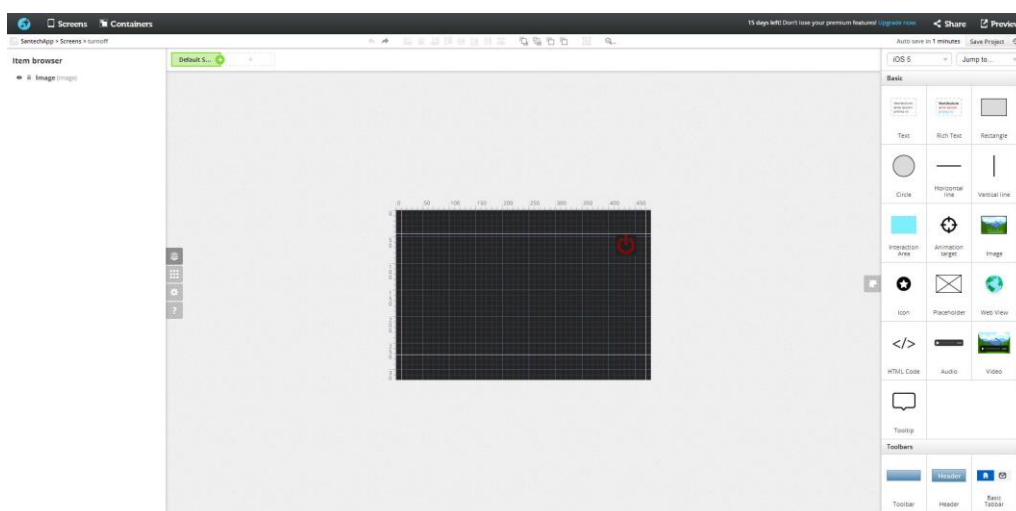 Screens Containers
15 days left! Don't lose your premium features! Upgrade now
Share Preview
SantechApp > Screens > turnoff
Auto save in 1 minutes Save Project
Item browser
Default S...
iOS 5 Jump to...
Image (image)
Basic
Text Rich Text Rectangle
Circle Horizontal line Vertical line
0 50 100 150 200 250 300 350 400 450
Interaction Area Animation target Image
?
Icon Placeholder Web View
</>
HTML Code Audio Video
Tooltip
Toolbars
Header
Toolbar Header Basic Tabbar